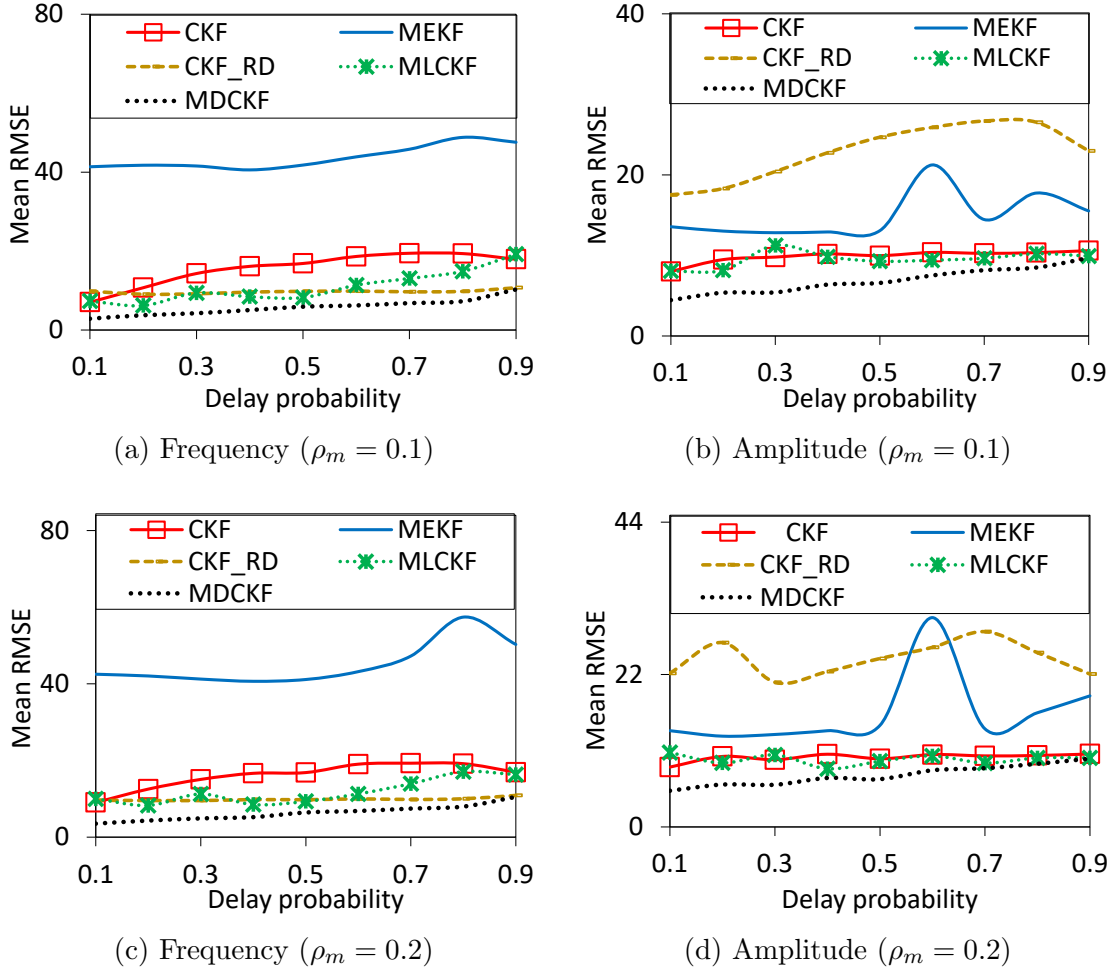 80
40
0
Mean RMSE
CKF
MEKF
CKF_RD
MLCKF
MDCKF
0.1 0.3 0.5 0.7 0.9
Delay probability
(a) Frequency (ρm = 0.1)
40
20
0
Mean RMSE
CKF
MEKF
CKF_RD
MLCKF
MDCKF
0.1 0.3 0.5 0.7 0.9
Delay probability
(b) Amplitude (ρm = 0.1)
80
40
0
Mean RMSE
CKF
MEKF
CKF_RD
MLCKF
MDCKF
0.1 0.3 0.5 0.7 0.9
Delay probability
(c) Frequency (ρm = 0.2)
44
22
0
Mean RMSE
CKF
MEKF
CKF_RD
MLCKF
MDCKF
0.1 0.3 0.5 0.7 0.9
Delay probability
(d) Amplitude (ρm = 0.2)